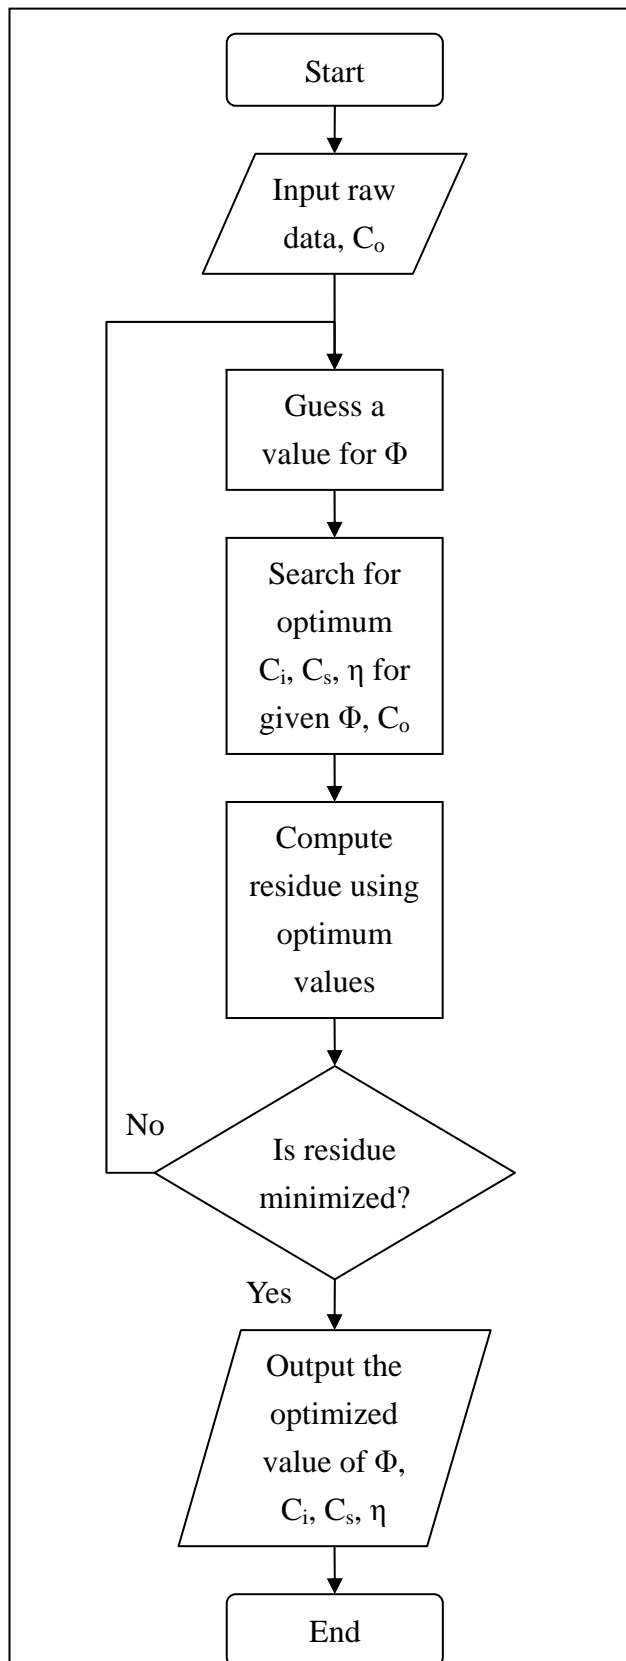 Start
Input raw
data, Cₒ
Guess a
value for Φ
Search for
optimum
Cᵢ, Cₛ, η for
given Φ, Cₒ
Compute
residue using
optimum
values
No
Is residue
minimized?
Yes
Output the
optimized
value of Φ,
Cᵢ, Cₛ, η
End